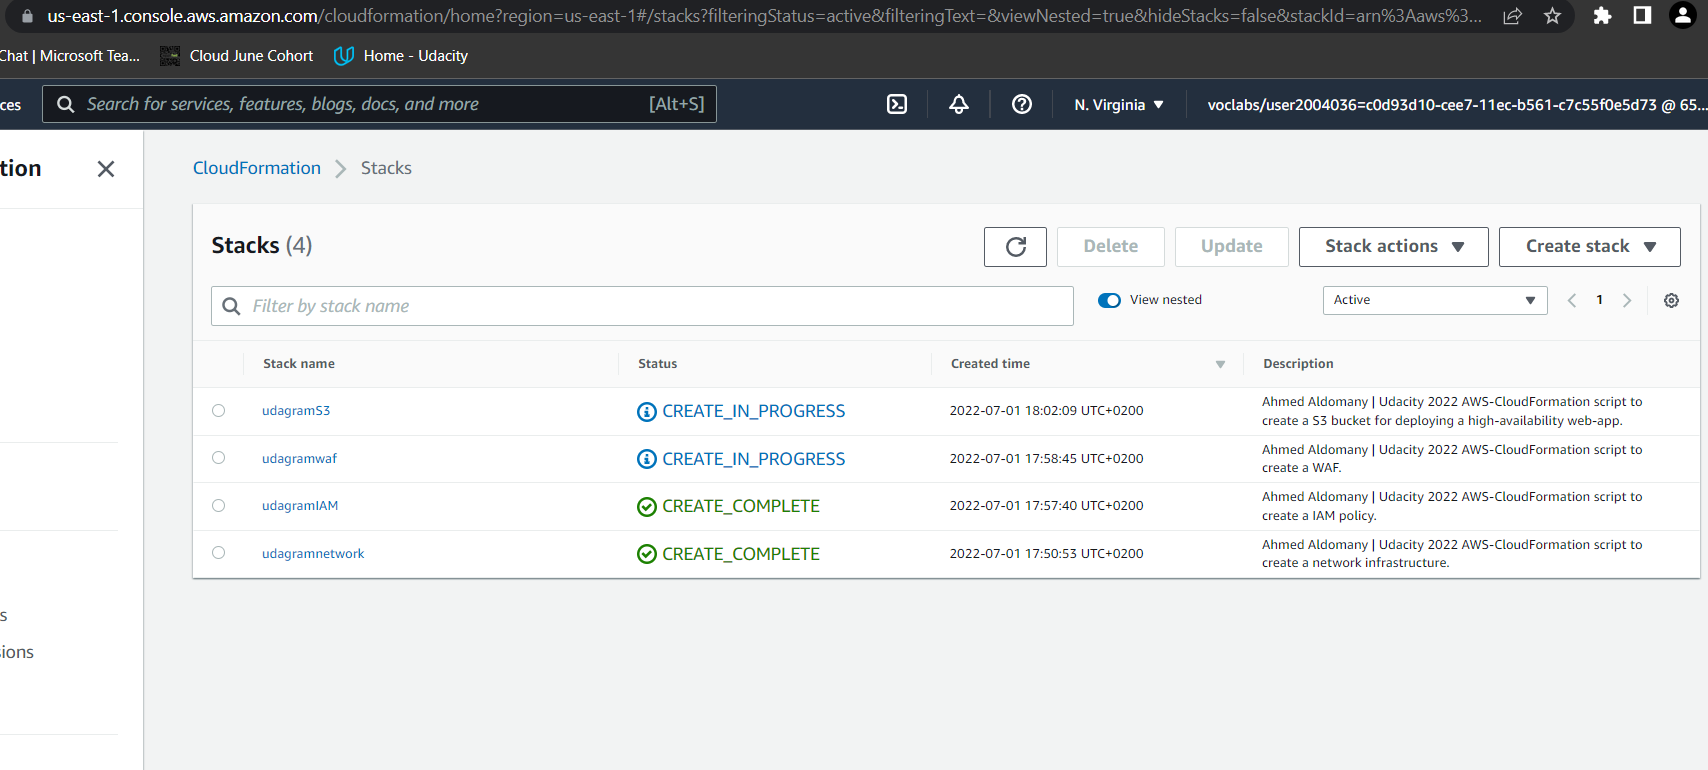 us-east-1.console.aws.amazon.com/cloudformation/home?region=us-east-1#/stacks?filteringStatus=active&filteringText=&viewNested=true&hideStacks=false&stackId=arn%3Aaws%3...
Chat | Microsoft Tea... Cloud June Cohort Home - Udacity
ces Search for services, features, blogs, docs, and more [Alt+S] N. Virginia voclabs/user2004036=c0d93d10-cee7-11ec-b561-c7c55f0e5d73 @ 65...
tion
CloudFormation Stacks
Stacks (4) Delete Update Stack actions Create stack
Filter by stack name View nested Active 1
Stack name Status Created time Description
udagramS3 CREATE_IN_PROGRESS 2022-07-01 18:02:09 UTC+0200 Ahmed Aldomany | Udacity 2022 AWS-CloudFormation script to
create a S3 bucket for deploying a high-availability web-app.
udagramwaf CREATE_IN_PROGRESS 2022-07-01 17:58:45 UTC+0200 Ahmed Aldomany | Udacity 2022 AWS-CloudFormation script to
create a WAF.
udagramIAM CREATE_COMPLETE 2022-07-01 17:57:40 UTC+0200 Ahmed Aldomany | Udacity 2022 AWS-CloudFormation script to
create a IAM policy.
udagramnetwork CREATE_COMPLETE 2022-07-01 17:50:53 UTC+0200 Ahmed Aldomany | Udacity 2022 AWS-CloudFormation script to
create a network infrastructure.
s
sions